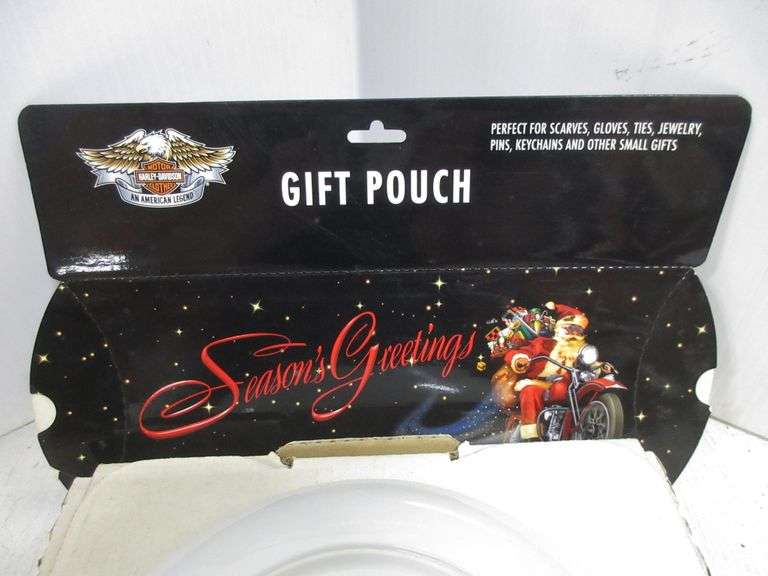 MOTOR
HARLEY-DAVIDSON
CLOTHES
AN AMERICAN LEGEND
GIFT POUCH
PERFECT FOR SCARVES, GLOVES, TIES, JEWELRY,
PINS, KEYCHAINS AND OTHER SMALL GIFTS
Season's Greetings